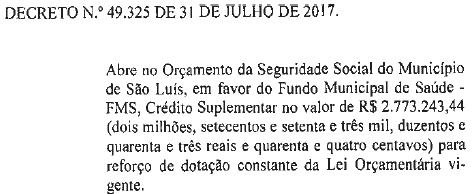 DECRETO N.º 49.325 DE 31 DE JULHO DE 2017.
Abre no Orçamento da Seguridade Social do Município
de São Luís, em favor do Fundo Municipal de Saúde -
FMS, Crédito Suplementar no valor de R$ 2.773.243,44
(dois milhões, setecentos e setenta e três mil, duzentos e
quarenta e três reais e quarenta e quatro centavos) para
reforço de dotação constante da Lei Orçamentária vi-
gente.